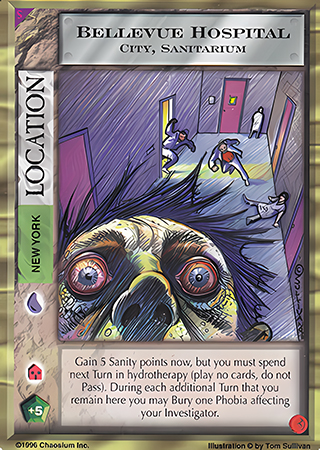 BELLEVUE HOSPITAL
CITY, SANITARIUM
LOCATION
NEW YORK
Gain 5 Sanity points now, but you must spend
next Turn in hydrotherapy (play no cards, do not
Pass). During each additional Turn that you
remain here you may Bury one Phobia affecting
your Investigator.
+5
©1996 Chaosium Inc.
Illustration © by Tom Sullivan